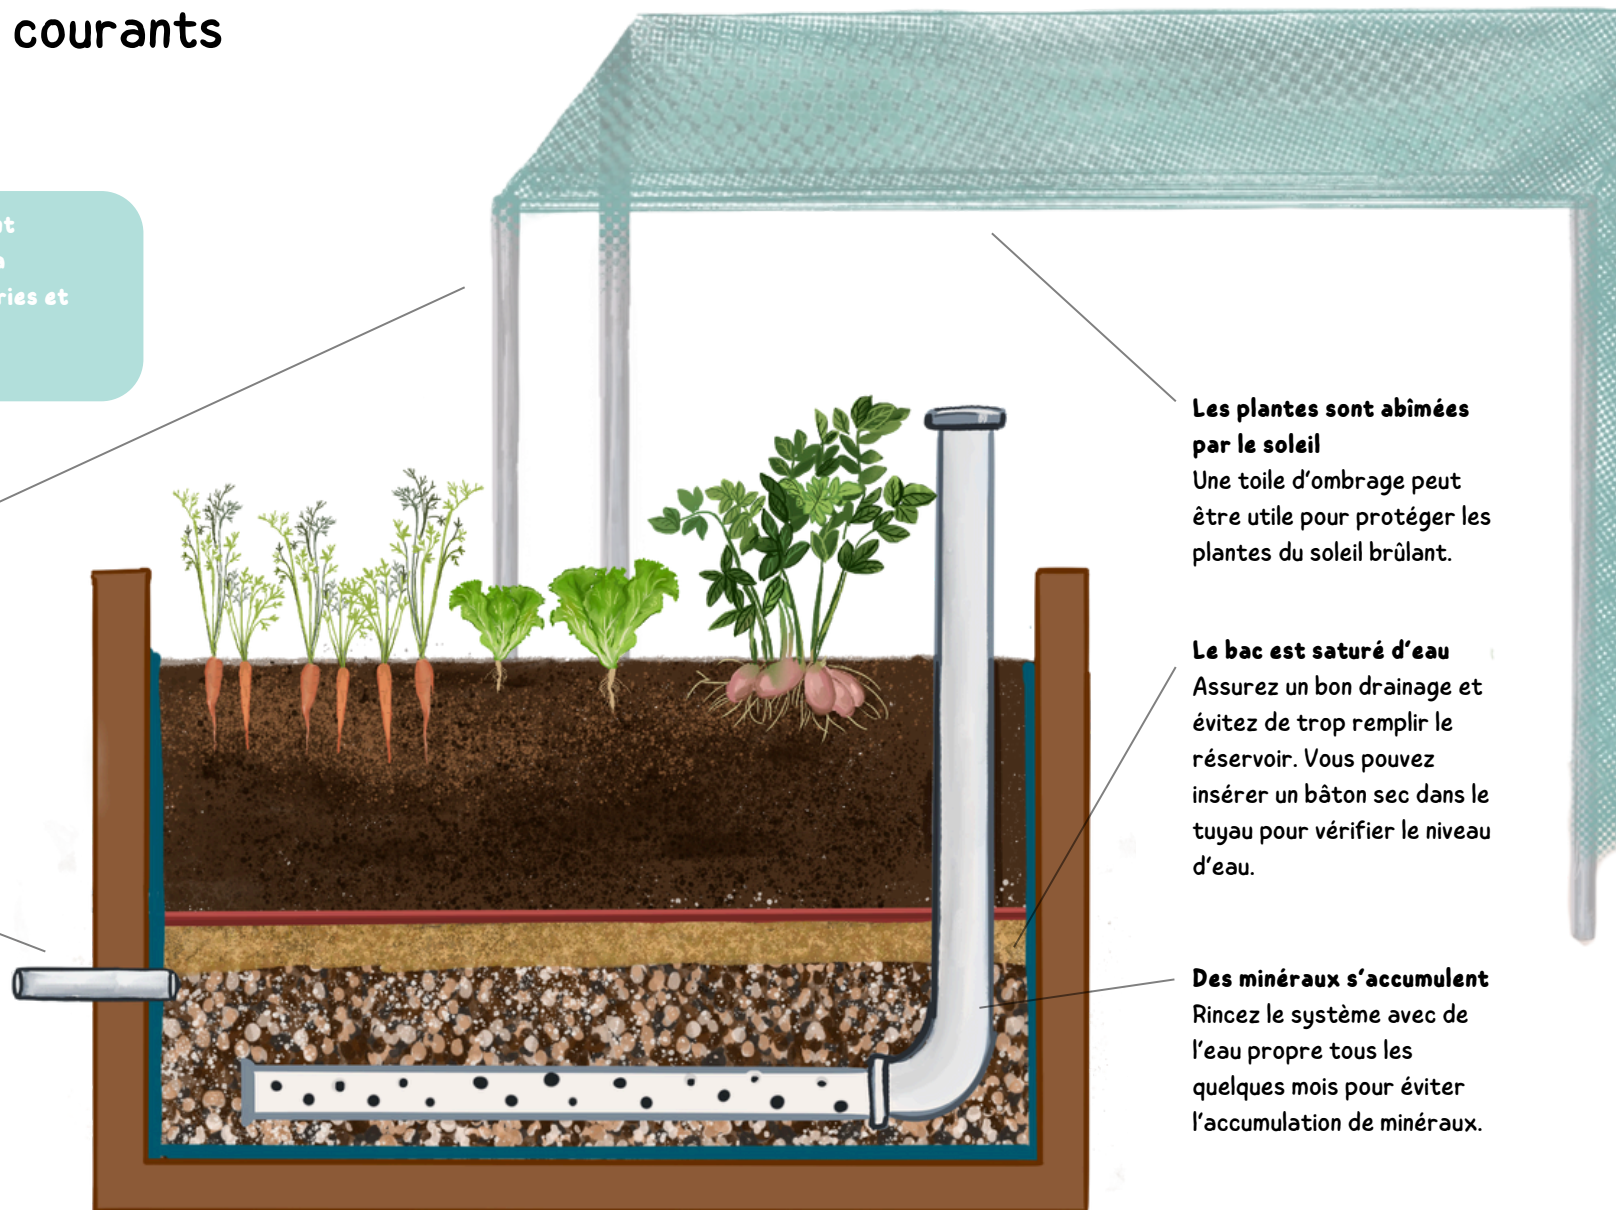 courants
et
ries et
Les plantes sont abîmées
par le soleil
Une toile d'ombrage peut
être utile pour protéger les
plantes du soleil brûlant.
Le bac est saturé d'eau
Assurez un bon drainage et
évitez de trop remplir le
réservoir. Vous pouvez
insérer un bâton sec dans le
tuyau pour vérifier le niveau
d'eau.
Des minéraux s'accumulent
Rincez le système avec de
l'eau propre tous les
quelques mois pour éviter
l'accumulation de minéraux.